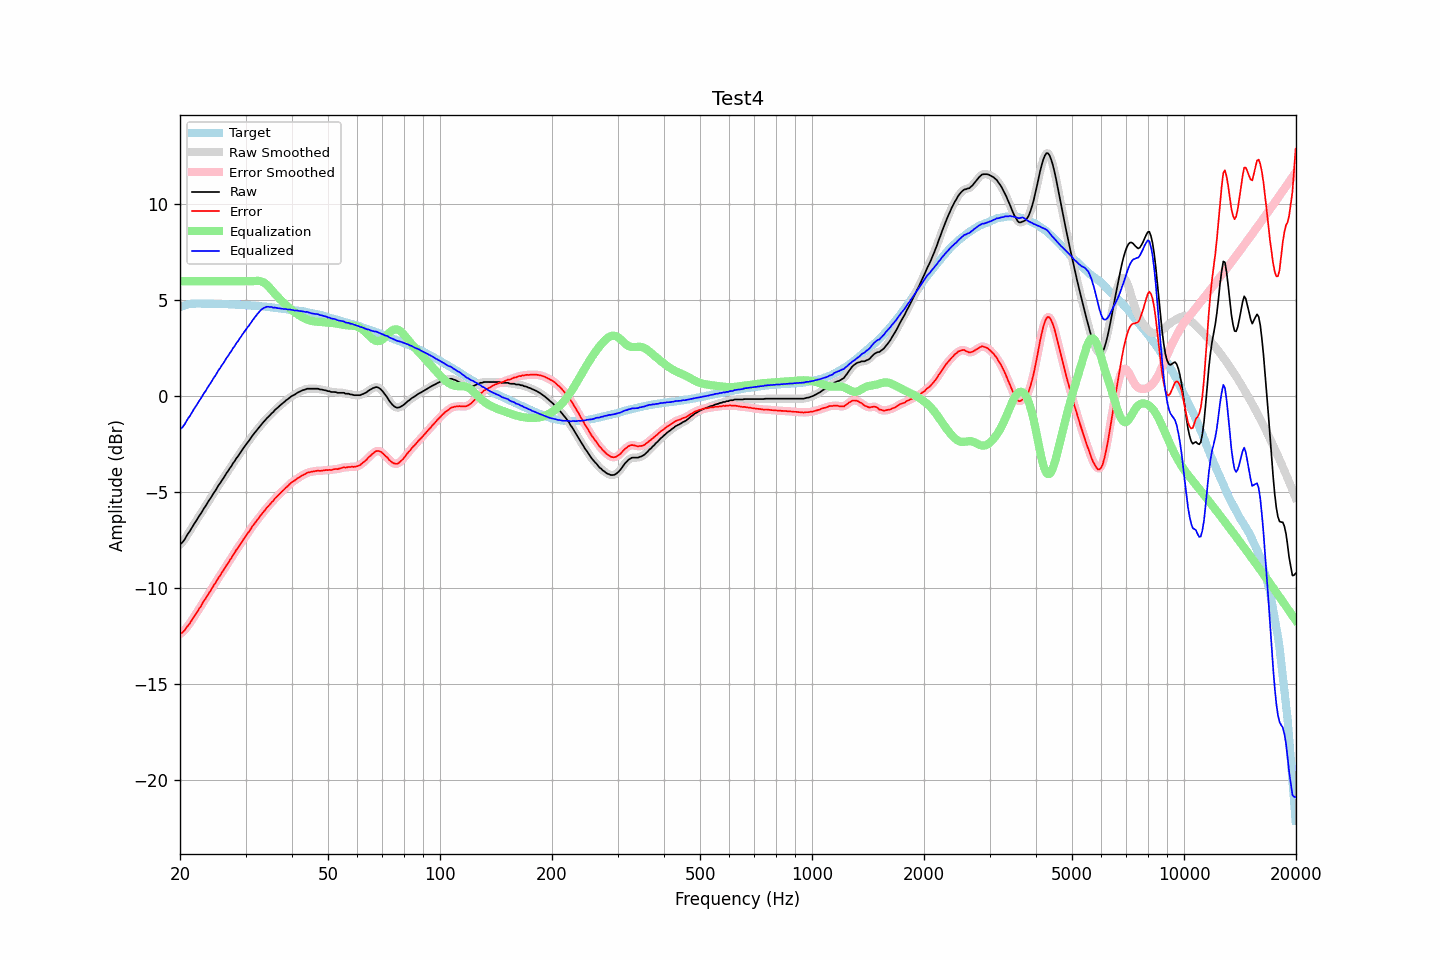 Test4
Target
Raw Smoothed
Error Smoothed
Raw
Error
Equalization
Equalized
10
5
0
−5
−10
−15
−20
Amplitude (dBr)
20 50 100 200 500 1000 2000 5000 10000 20000
Frequency (Hz)